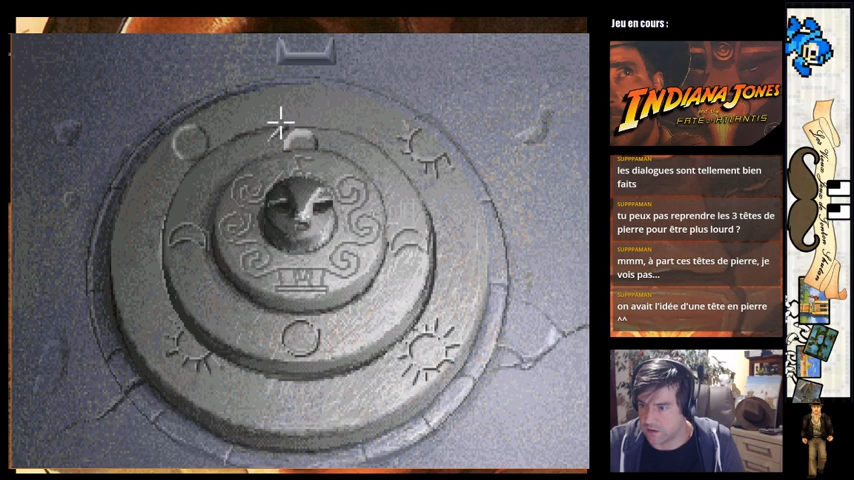 Jeu en cours :
INDIANA JONES
and the
FATE of ATLANTIS
SUPPPAMAN
les dialogues sont tellement bien
faits
SUPPPAMAN
tu peux pas reprendre les 3 têtes de
pierre pour être plus lourd ?
SUPPPAMAN
mmm, à part ces têtes de pierre, je
vois pas...
SUPPPAMAN
on avait l'idée d'une tête en pierre
^^